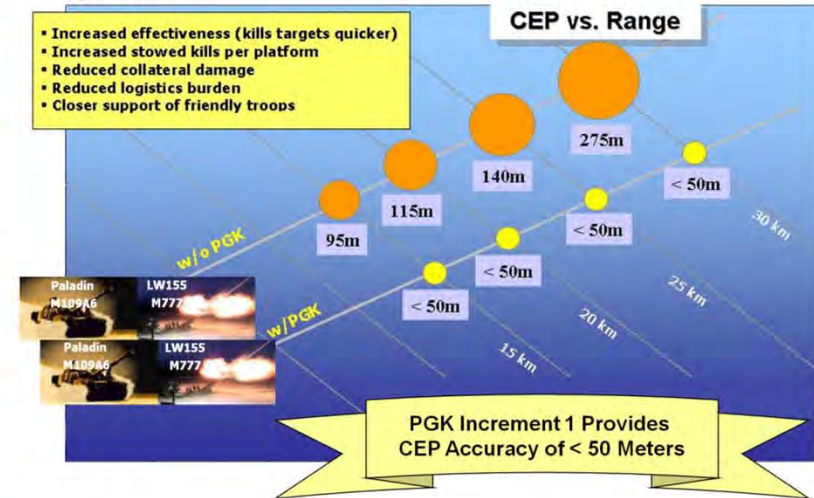 CEP vs. Range
▪ Increased effectiveness (kills targets quicker)
▪ Increased stowed kills per platform
▪ Reduced collateral damage
▪ Reduced logistics burden
▪ Closer support of friendly troops
275m
140m
115m
95m
< 50m
< 50m
< 50m
< 50m
w/o PGK
w/PGK
30 km
25 km
20 km
15 km
Paladin
M109A6
LW155
M777
Paladin
M109A6
LW155
M777
PGK Increment 1 Provides
CEP Accuracy of < 50 Meters